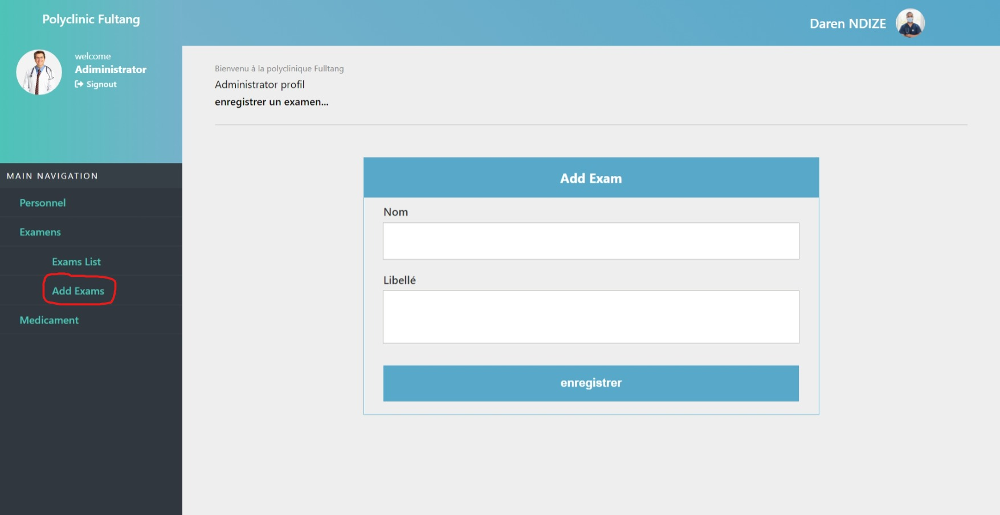 Polyclinic Fultang
Daren NDIZE
welcome
Adiministrator
Signout
Bienvenu à la polyclinique Fulltang
Administrator profil
enregistrer un examen...
MAIN NAVIGATION
Personnel
Examens
Exams List
Add Exams
Medicament
Add Exam
Nom
Libellé
enregistrer